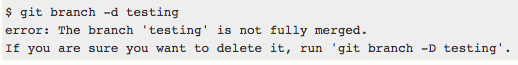 $ git branch -d testing
error: The branch 'testing' is not fully merged.
If you are sure you want to delete it, run 'git branch -D testing'.